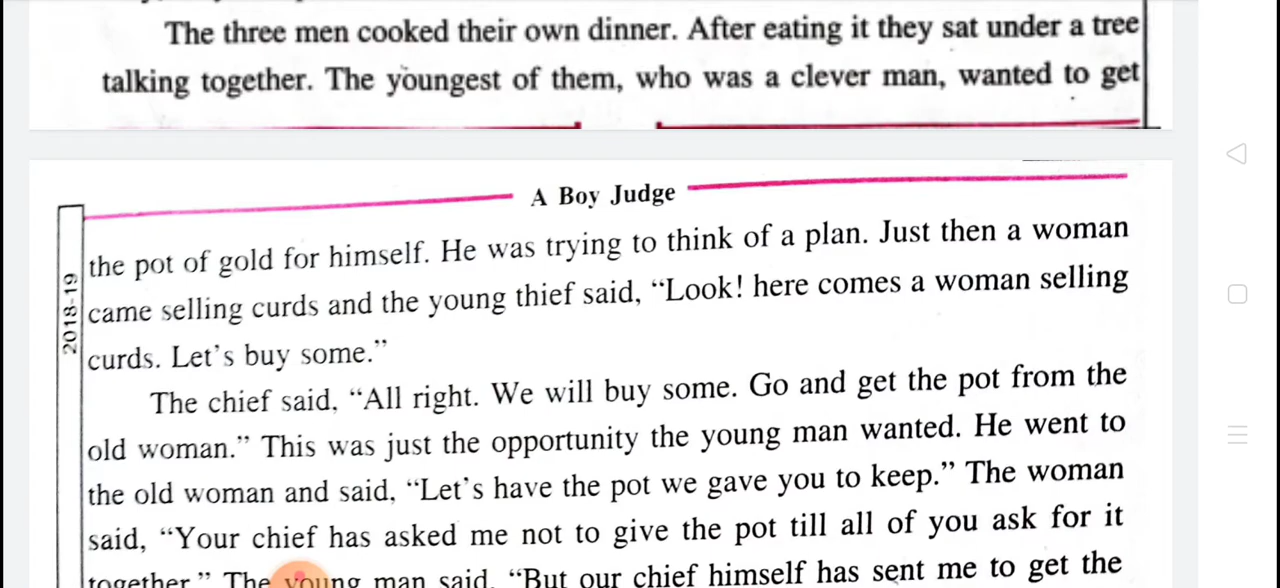 The three men cooked their own dinner. After eating it they sat under a tree
talking together. The youngest of them, who was a clever man, wanted to get
A Boy Judge
2018-19
the pot of gold for himself. He was trying to think of a plan. Just then a woman
came selling curds and the young thief said, “Look! here comes a woman selling
curds. Let’s buy some.”
The chief said, “All right. We will buy some. Go and get the pot from the
old woman.” This was just the opportunity the young man wanted. He went to
the old woman and said, “Let’s have the pot we gave you to keep.” The woman
said, “Your chief has asked me not to give the pot till all of you ask for it
together.” The young man said, “But our chief himself has sent me to get the